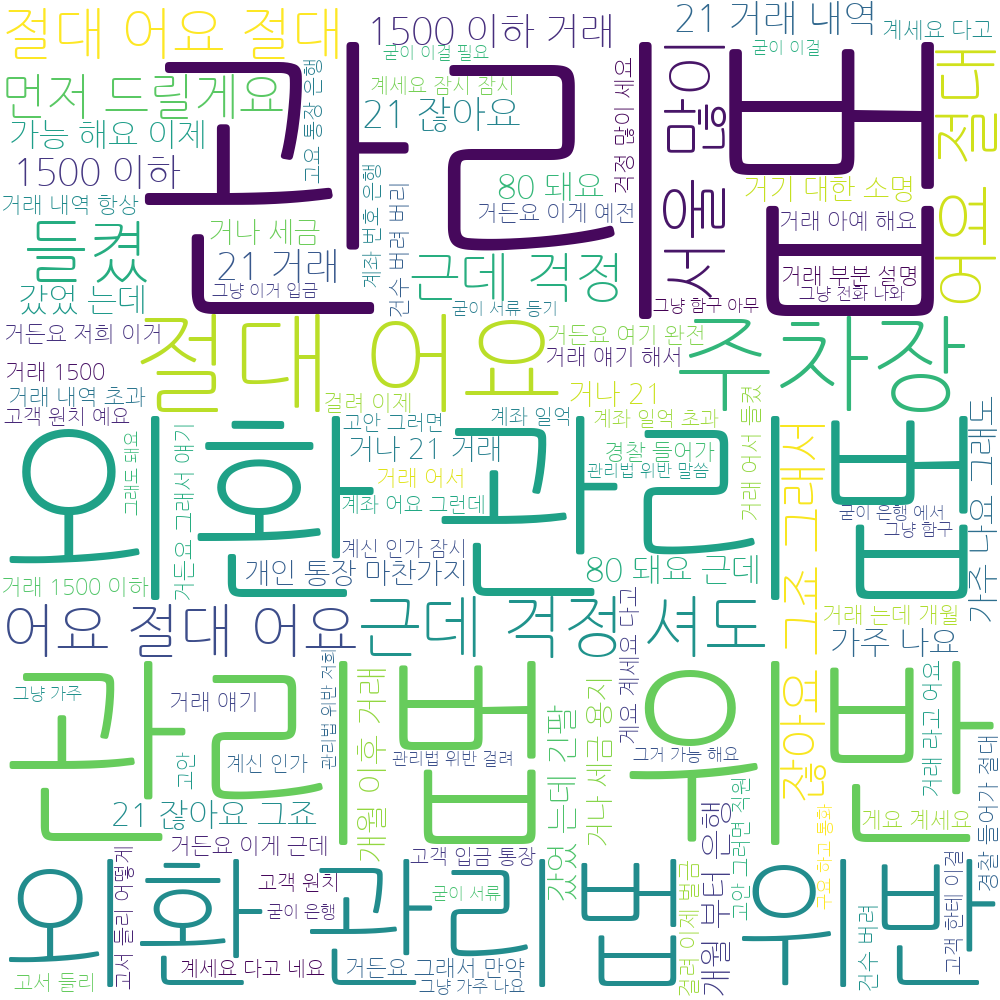 절대 어요 절대
1500 이하 거래
21 거래 내역
계세요 다고
굳이 이걸 필요
굳이 이걸
관리법
먼저 드릴게요
계세요 잠시 잠시
고요 통장 은행
21 잖아요
가능 해요 이제
1500 이하
걱정 많이 세요
서울 많이
어요 절대
80 돼요
거기 대한 소명
거래 내역 항상
거나 세금
계좌 번호 은행
건수 버려 버리
거든요 이게 예전
거래 아예 해요
들켰
21 거래
근데 걱정
거래 부분 설명
그냥 이거 입금
그냥 전화 나와
갔었 는데
굳이 서류 등기
그냥 함구 아무
거든요 저희 이거
절대 어요
거든요 여기 완전
주차장
거래 얘기 해서
거래 1500
거래 내역 초과
걸려 이제
거나 21
고객 원치 예요
고안 그러면
계좌 일억
계좌 일억 초과
거래 어서 들켰
외환 관리법
그래도 돼요
거든요 그래서 얘기
거나 21 거래
경찰 들어가
거래 어서
관리법 위반 말씀
계좌 어요 그런데
굳이 은행 에서
그냥 함구
가주 나요 그래도
계신 인가 잠시
거래 1500 이하
개인 통장 마찬가지
80 돼요 근데
잖아요 그죠 그래서
어요 절대 어요
근데 걱정 셔도
거래 는데 개월
가주 나요
게요 계세요 다고
관리법 위반
그냥 가주
거래 얘기
관리법 위반 저희
개월 이후 거래
고안
계신 인가
관리법 위반 걸려
갔었 는데 긴팔
거나 세금 용지
그거 가능 해요
거래 라고 어요
21 잖아요 그죠
게요 계세요
경찰 들어가 절대
거든요 이게 근데
고객 입금 통장
고안 그러면 직원
구요 하고 통화
외환 관리법 위반
고서 들리 어떻게
고객 원치
굳이 은행
굳이 서류
걸려 이제 벌금
개월 부터 은행
건수 버려
고객 한테 이걸
고서 들리
계세요 다고 네요
거든요 그래서 만약
그냥 가주 나요